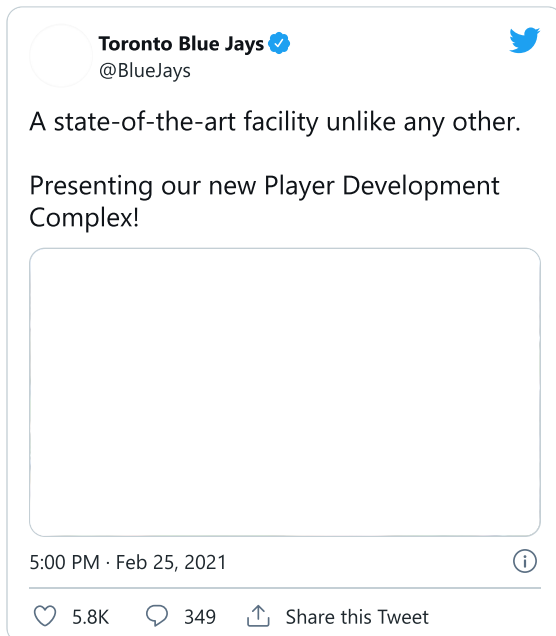 Toronto Blue Jays
@BlueJays
A state-of-the-art facility unlike any other.
Presenting our new Player Development
Complex!
5:00 PM · Feb 25, 2021
5.8K 349 Share this Tweet